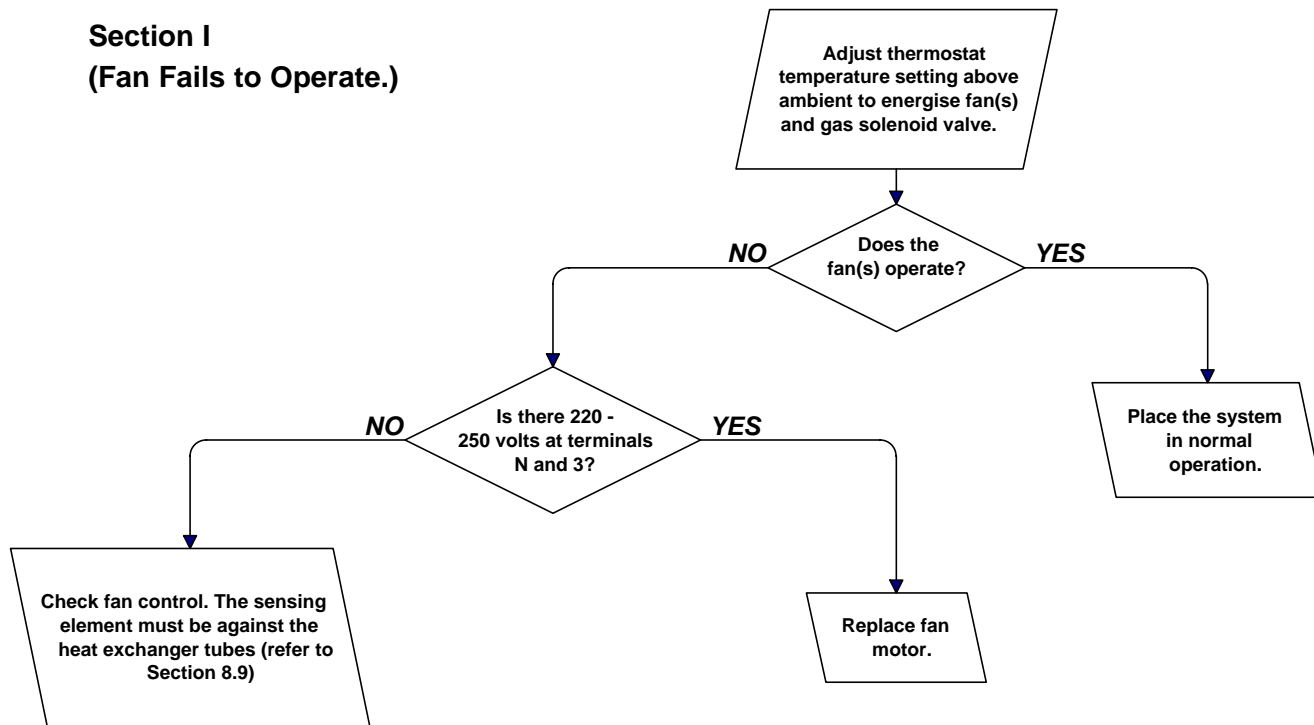 Section I
(Fan Fails to Operate.)
Adjust thermostat
temperature setting above
ambient to energise fan(s)
and gas solenoid valve.
Does the
fan(s) operate?
NO
YES
Is there 220 -
250 volts at terminals
N and 3?
NO
YES
Place the system
in normal
operation.
Check fan control. The sensing
element must be against the
heat exchanger tubes (refer to
Section 8.9)
Replace fan
motor.